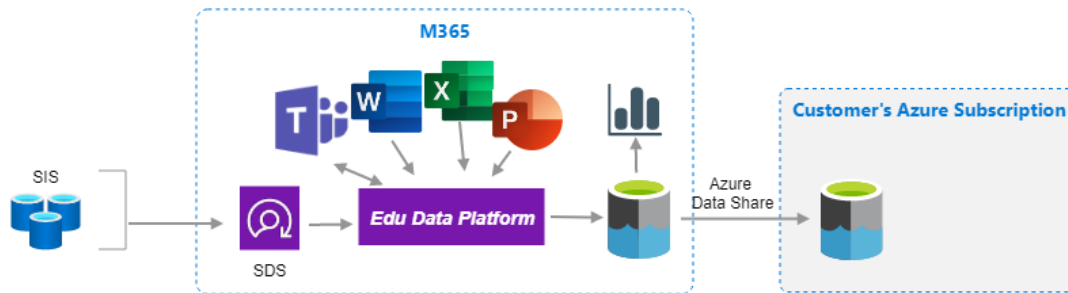 M365
T
W
X
P
Customer's Azure Subscription
SIS
Azure
Data Share
Edu Data Platform
SDS